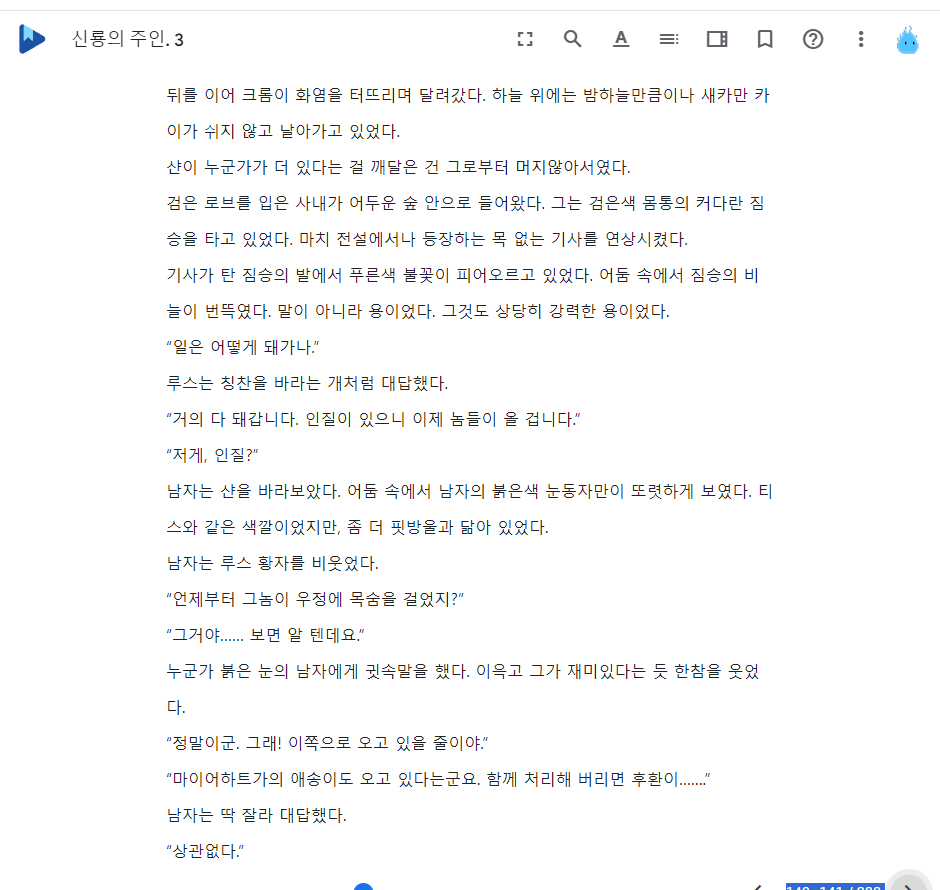 신룡의 주인. 3
뒤를 이어 크롬이 화염을 터뜨리며 달려갔다. 하늘 위에는 밤하늘만큼이나 새카만 카
이가 쉬지 않고 날아가고 있었다.
샨이 누군가가 더 있다는 걸 깨달은 건 그로부터 머지않아서였다.
검은 로브를 입은 사내가 어두운 숲 안으로 들어왔다. 그는 검은색 몸통의 커다란 짐
승을 타고 있었다. 마치 전설에서나 등장하는 목 없는 기사를 연상시켰다.
기사가 탄 짐승의 발에서 푸른색 불꽃이 피어오르고 있었다. 어둠 속에서 짐승의 비
늘이 번뜩였다. 말이 아니라 용이었다. 그것도 상당히 강력한 용이었다.
“일은 어떻게 돼가나.”
루스는 칭찬을 바라는 개처럼 대답했다.
“거의 다 돼갑니다. 인질이 있으니 이제 놈들이 올 겁니다.”
“저게, 인질?”
남자는 샨을 바라보았다. 어둠 속에서 남자의 붉은색 눈동자만이 또렷하게 보였다. 티
스와 같은 색깔이었지만, 좀 더 핏방울과 닮아 있었다.
남자는 루스 황자를 비웃었다.
“언제부터 그놈이 우정에 목숨을 걸었지?”
“그거야...... 보면 알 텐데요.”
누군가 붉은 눈의 남자에게 귓속말을 했다. 이윽고 그가 재미있다는 듯 한참을 웃었
다.
“정말이군. 그래! 이쪽으로 오고 있을 줄이야.”
“마이어하트가의 애송이도 오고 있다는군요. 함께 처리해 버리면 후환이.......”
남자는 딱 잘라 대답했다.
“상관없다.”